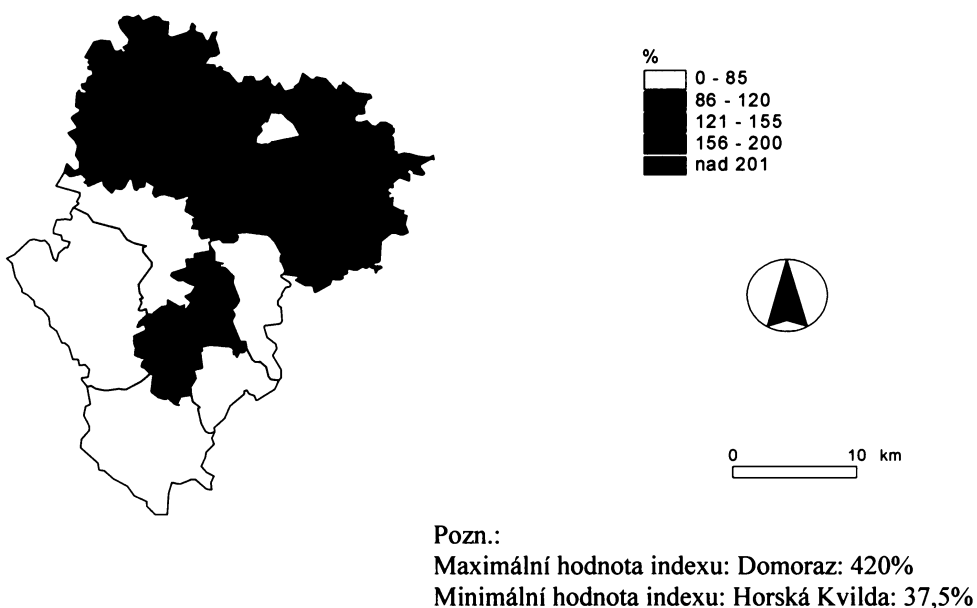 %
0 - 85
86 - 120
121 - 155
156 - 200
nad 201
0 10 km
Pozn.:
Maximální hodnota indexu: Domoraz: 420%
Minimální hodnota indexu: Horská Kvilda: 37,5%